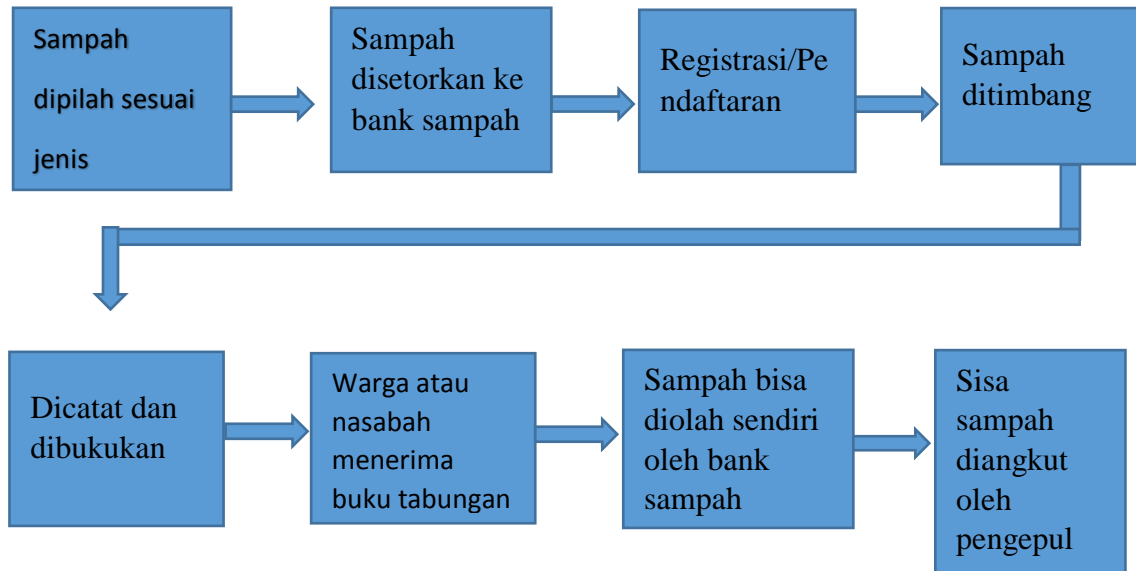 Sampah
dipilah sesuai
jenis
Sampah
disetorkan ke
bank sampah
Registrasi/Pe
ndaftaran
Sampah
ditimbang
Dicatat dan
dibukukan
Warga atau
nasabah
menerima
buku tabungan
Sampah bisa
diolah sendiri
oleh bank
sampah
Sisa
sampah
diangkut
oleh
pengepul